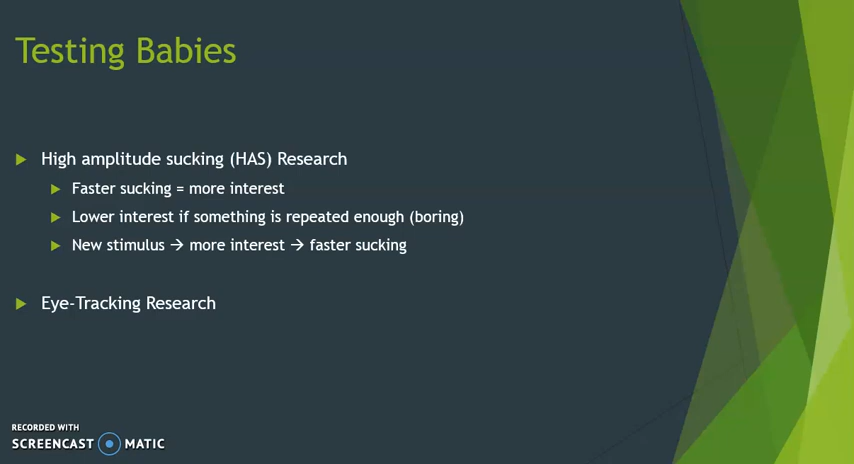 Testing Babies
High amplitude sucking (HAS) Research
Faster sucking = more interest
Lower interest if something is repeated enough (boring)
New stimulus → more interest → faster sucking
Eye-Tracking Research
RECORDED WITH
SCREENCAST MATIC